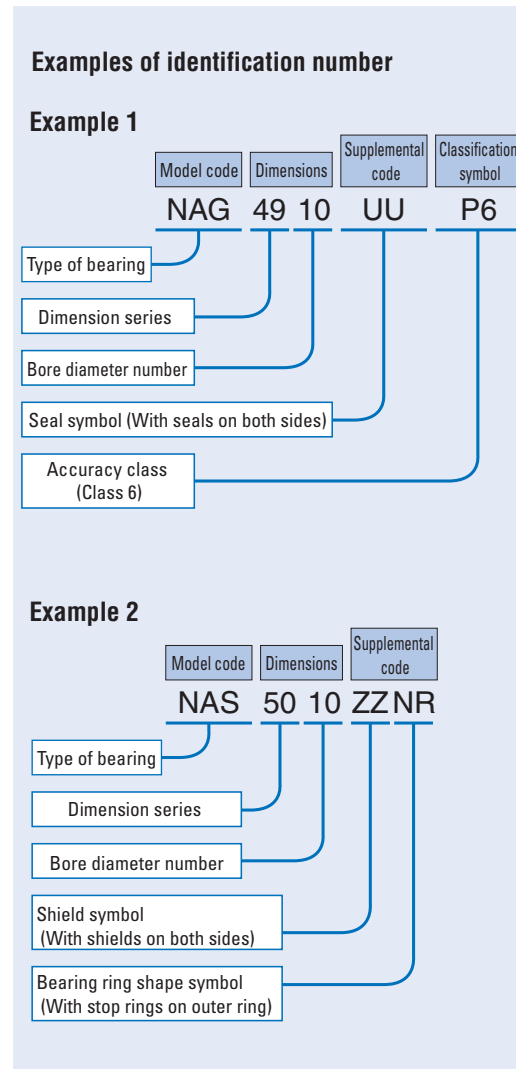 Examples of identification number
Example 1
Model code Dimensions Supplemental code Classification symbol
NAG 49 10 UU P6
Type of bearing
Dimension series
Bore diameter number
Seal symbol (With seals on both sides)
Accuracy class
(Class 6)
Example 2
Model code Dimensions Supplemental code
NAS 50 10 ZZ NR
Type of bearing
Dimension series
Bore diameter number
Shield symbol
(With shields on both sides)
Bearing ring shape symbol
(With stop rings on outer ring)